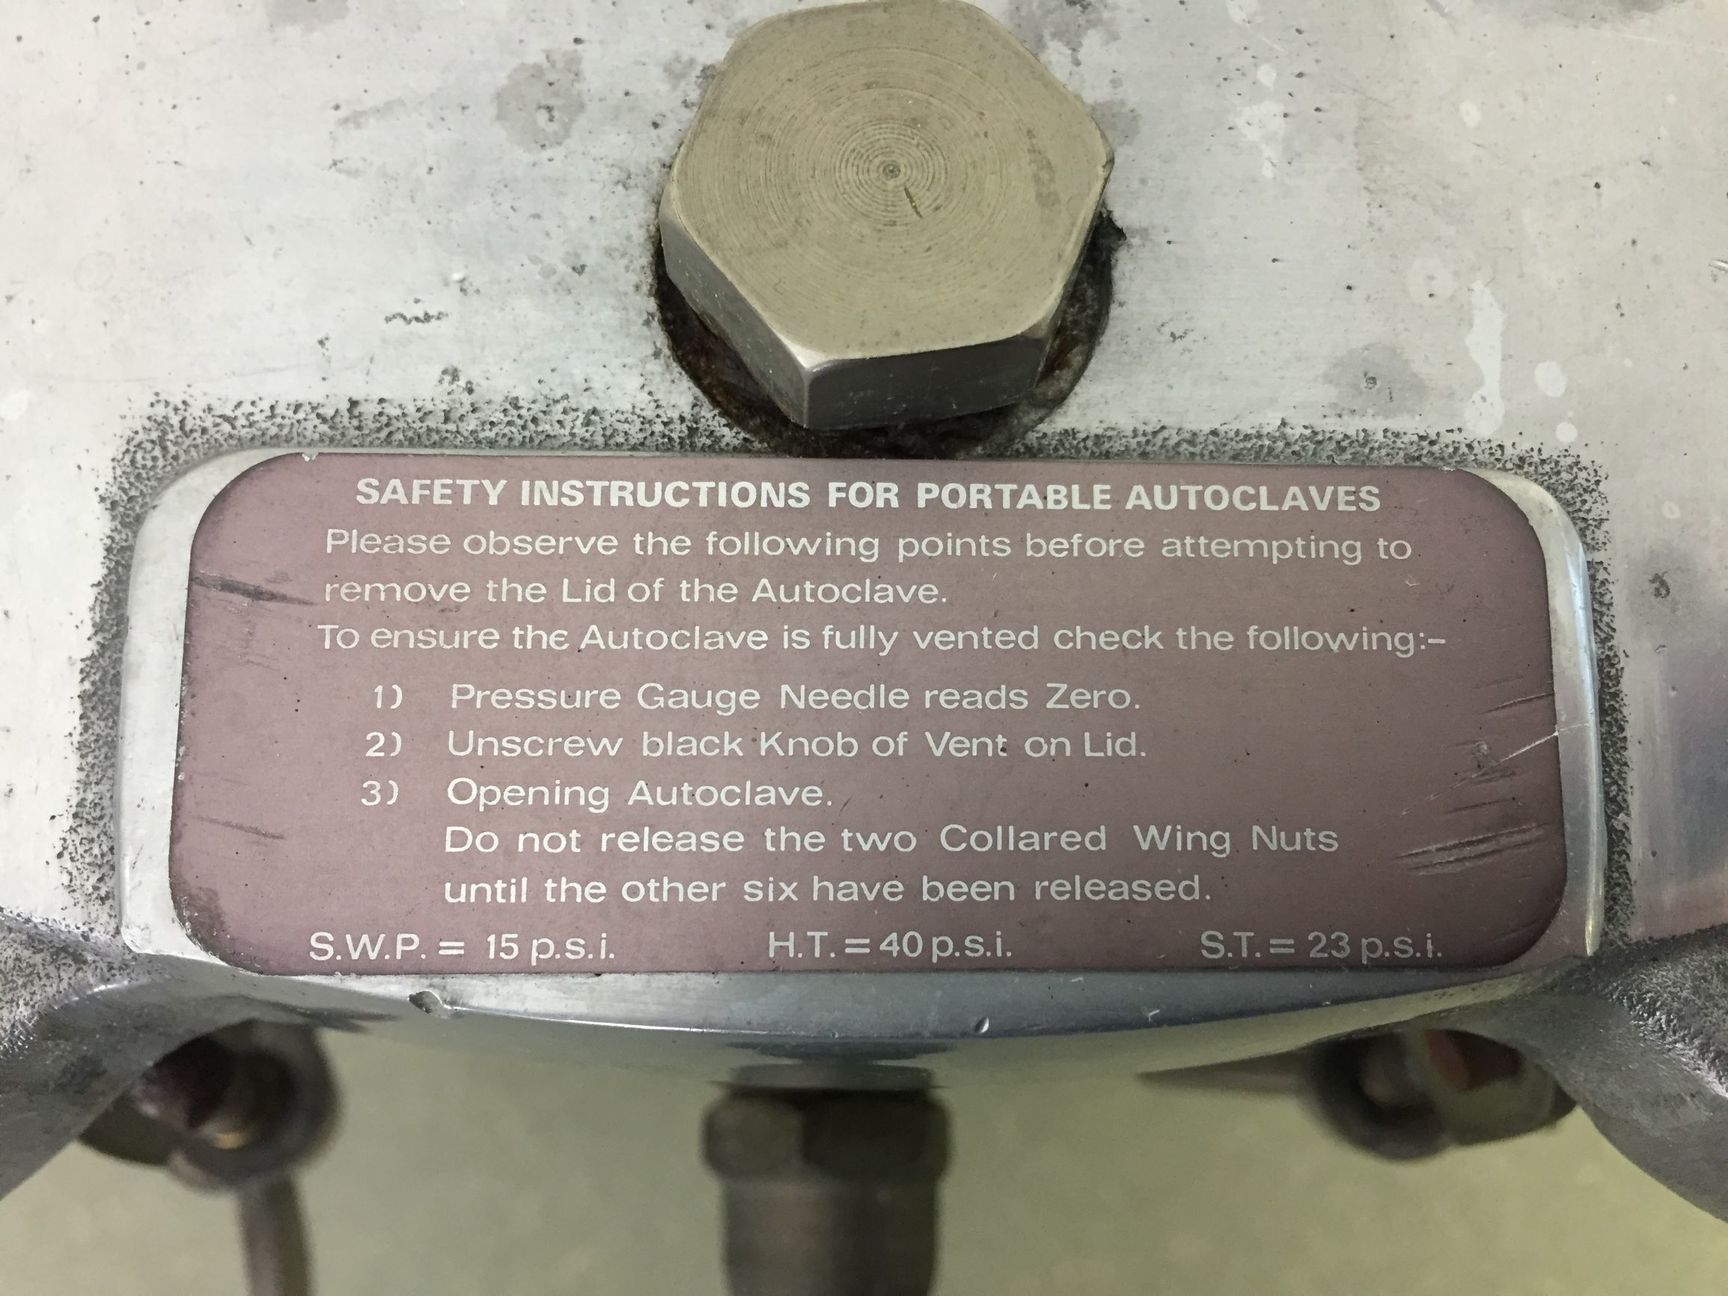 SAFETY INSTRUCTIONS FOR PORTABLE AUTOCLAVES
Please observe the following points before attempting to
remove the Lid of the Autoclave.
To ensure the Autoclave is fully vented check the following:-
1) Pressure Gauge Needle reads Zero.
2) Unscrew black Knob of Vent on Lid.
3) Opening Autoclave.
Do not release the two Collared Wing Nuts
until the other six have been released.
S.W.P. = 15 p.s.i. H.T. = 40 p.s.i. S.T. = 23 p.s.i.